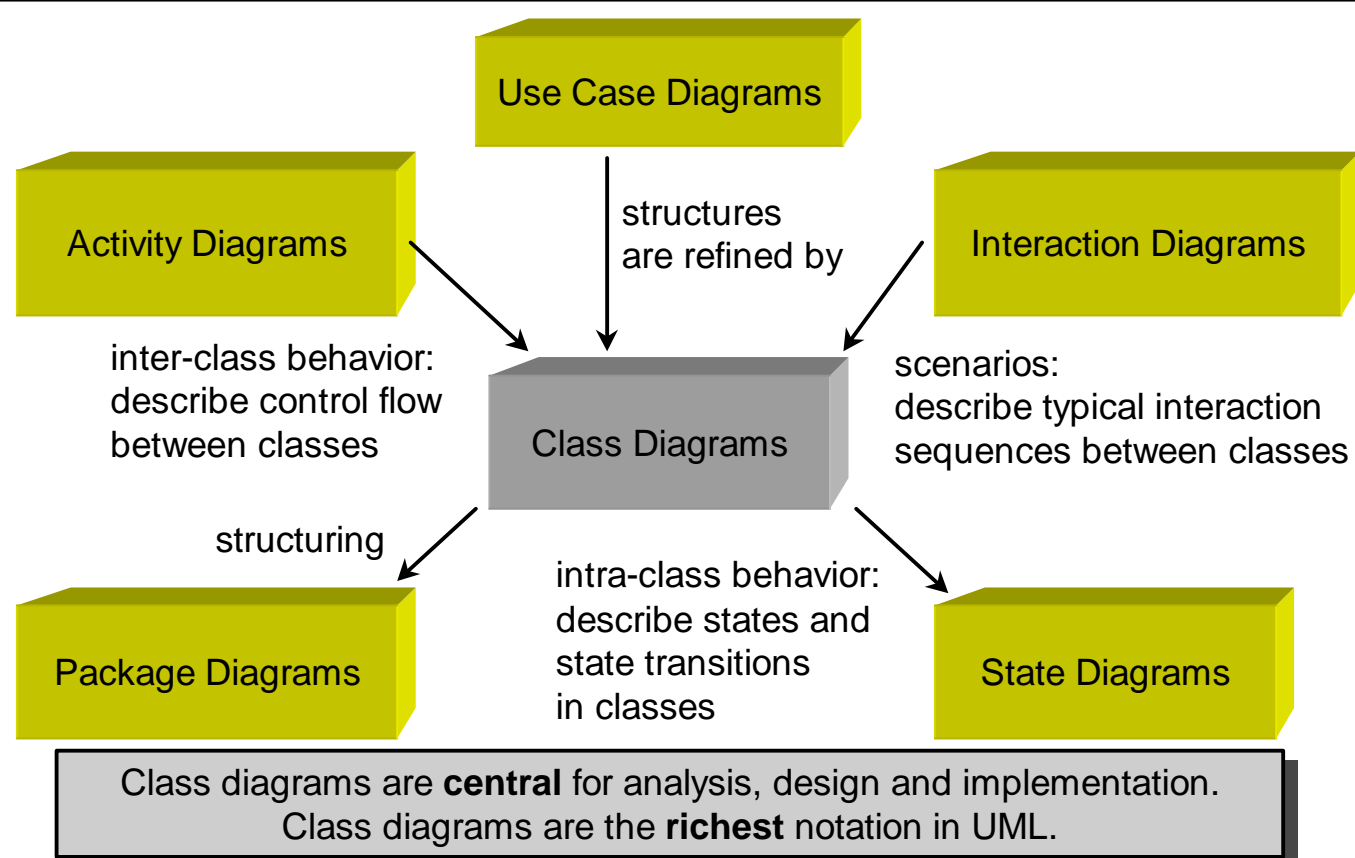 Use Case Diagrams
Activity Diagrams
structures
are refined by
Interaction Diagrams
inter-class behavior:
describe control flow
between classes
Class Diagrams
scenarios:
describe typical interaction
sequences between classes
structuring
intra-class behavior:
describe states and
state transitions
in classes
Package Diagrams
State Diagrams
Class diagrams are central for analysis, design and implementation.
Class diagrams are the richest notation in UML.